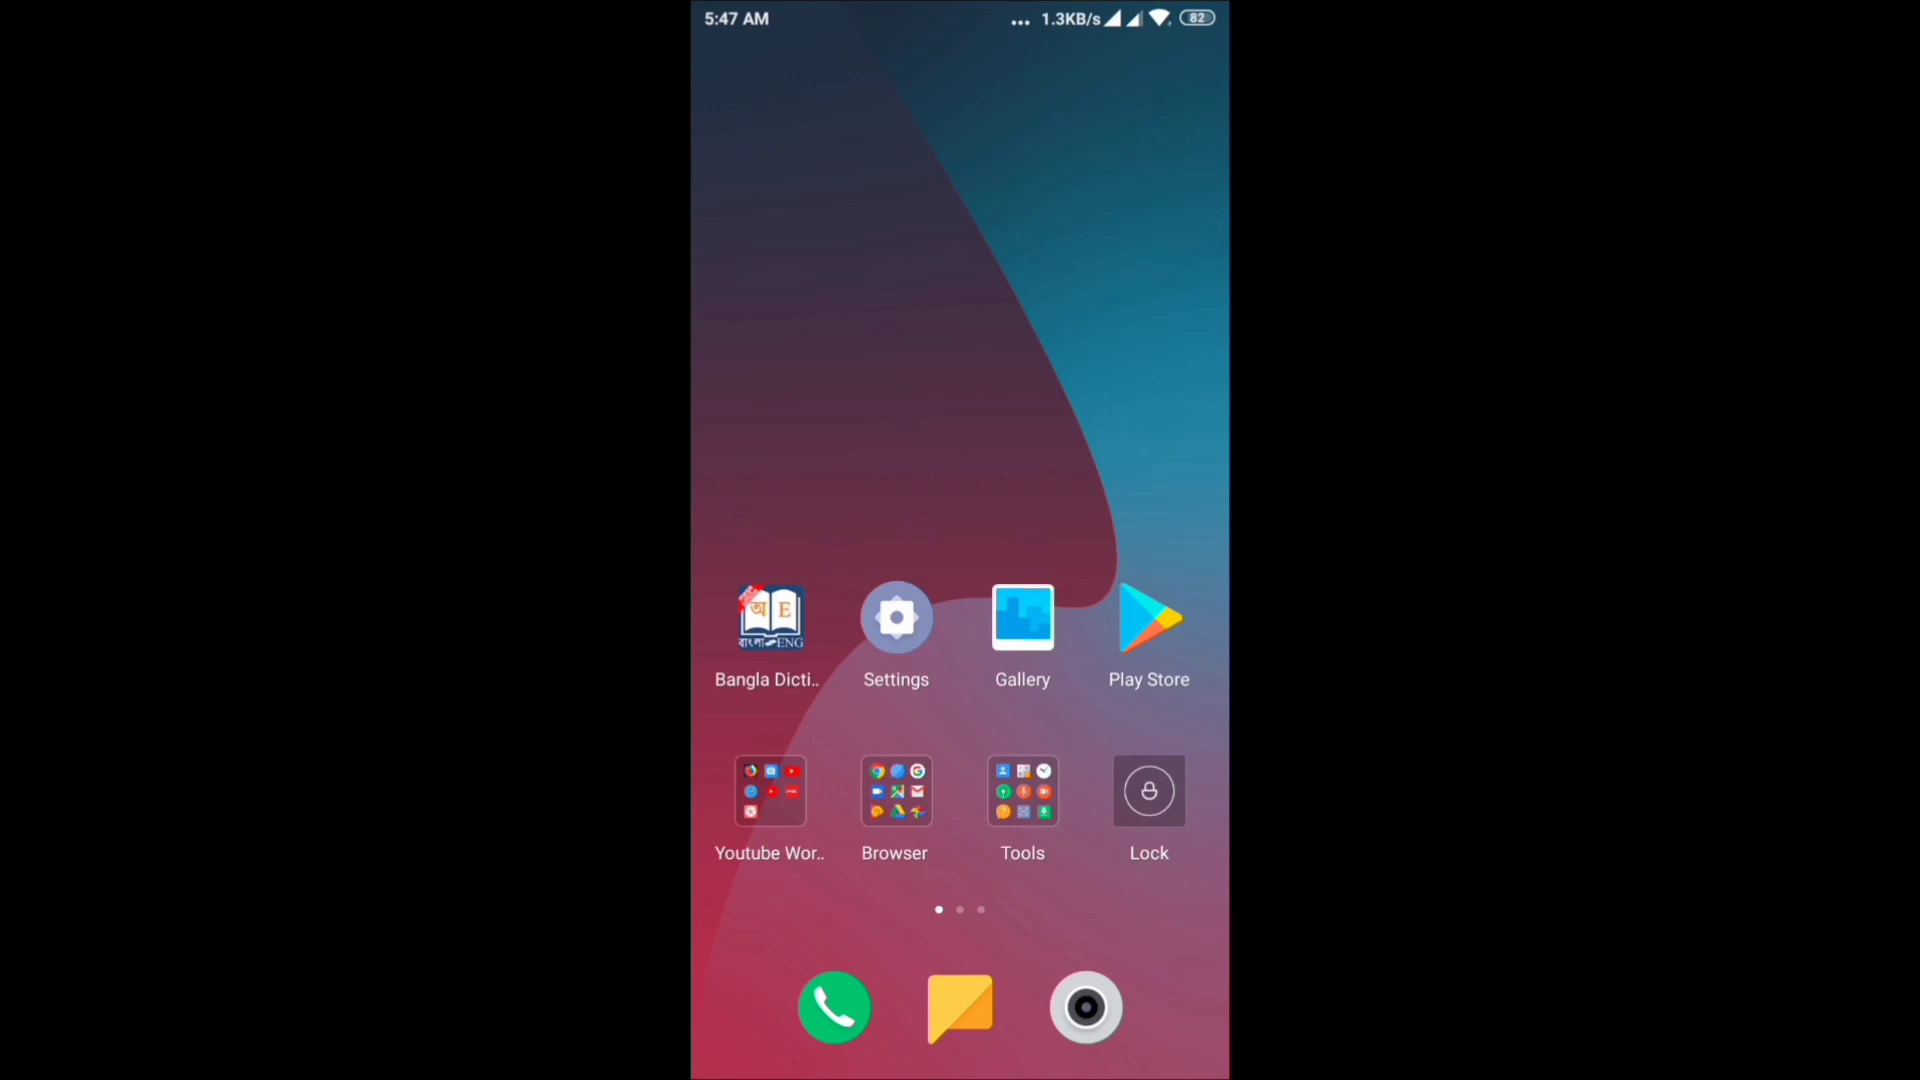 5:47 AM
... 1.3KB/s 82
অ E
বাংলা ENG
Bangla Dicti..
Settings
Gallery
Play Store
Youtube Wor..
Browser
Tools
Lock